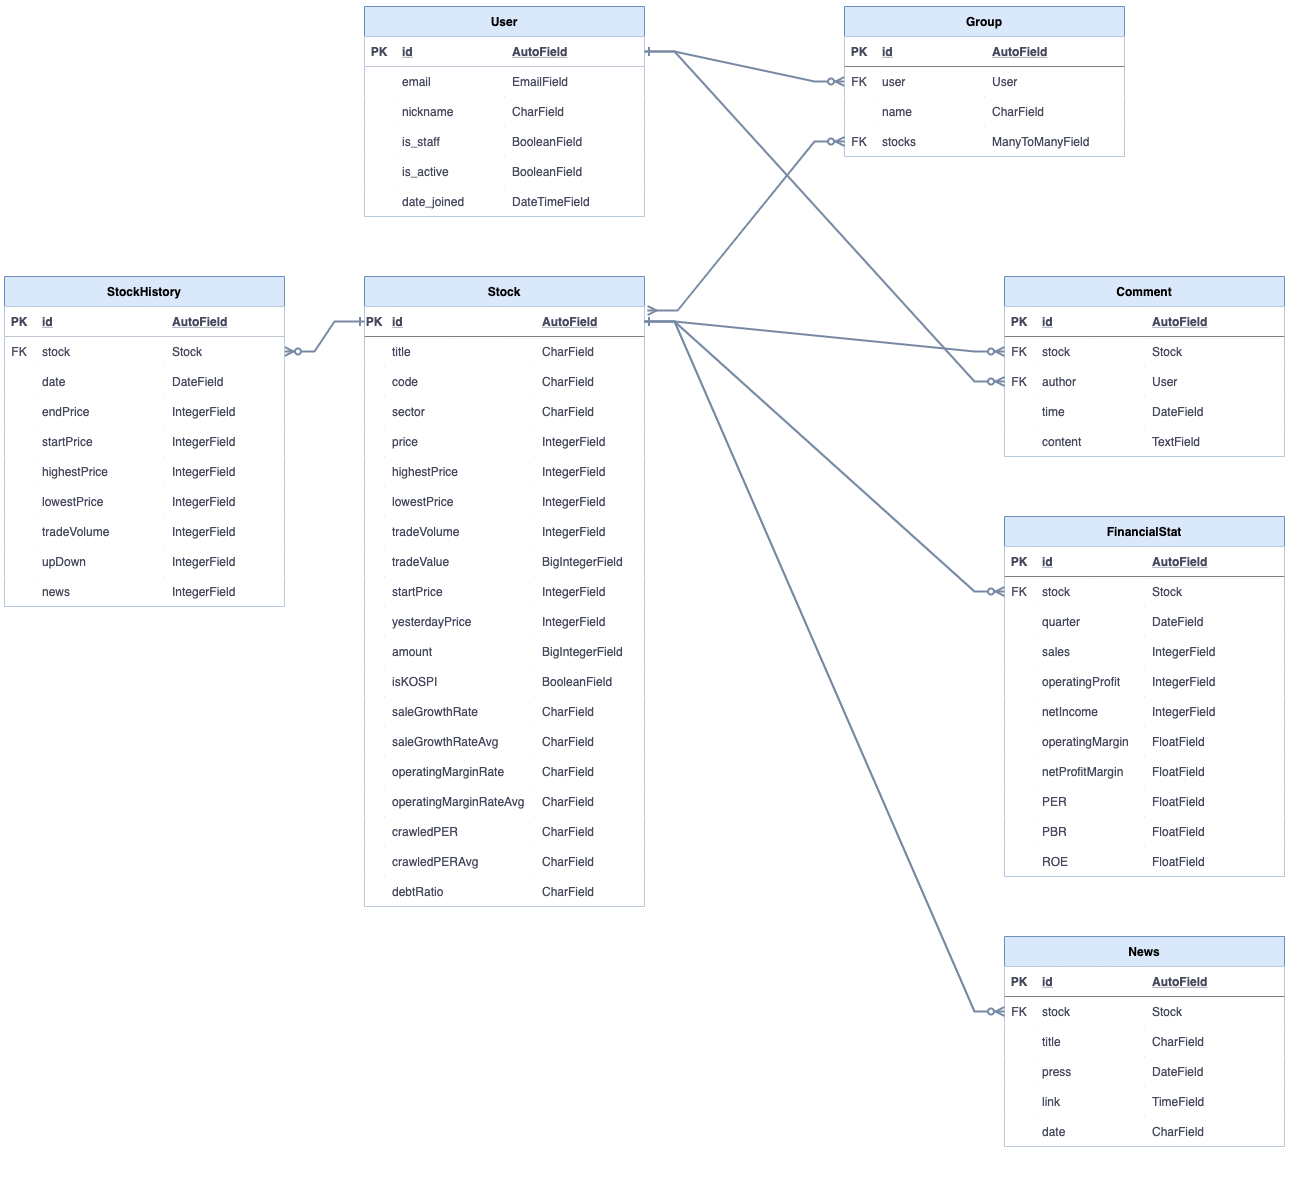 User
PK id AutoField
email EmailField
nickname CharField
is_staff BooleanField
is_active BooleanField
date_joined DateTimeField
Group
PK id AutoField
FK user User
name CharField
FK stocks ManyToManyField
StockHistory
PK id AutoField
FK stock Stock
date DateField
endPrice IntegerField
startPrice IntegerField
highestPrice IntegerField
lowestPrice IntegerField
tradeVolume IntegerField
upDown IntegerField
news IntegerField
Stock
PK id AutoField
title CharField
code CharField
sector CharField
price IntegerField
highestPrice IntegerField
lowestPrice IntegerField
tradeVolume IntegerField
tradeValue BigIntegerField
startPrice IntegerField
yesterdayPrice IntegerField
amount BigIntegerField
isKOSPI BooleanField
saleGrowthRate CharField
saleGrowthRateAvg CharField
operatingMarginRate CharField
operatingMarginRateAvg CharField
crawledPER CharField
crawledPERAvg CharField
debtRatio CharField
Comment
PK id AutoField
FK stock Stock
FK author User
time DateField
content TextField
FinancialStat
PK id AutoField
FK stock Stock
quarter DateField
sales IntegerField
operatingProfit IntegerField
netIncome IntegerField
operatingMargin FloatField
netProfitMargin FloatField
PER FloatField
PBR FloatField
ROE FloatField
News
PK id AutoField
FK stock Stock
title CharField
press DateField
link TimeField
date CharField